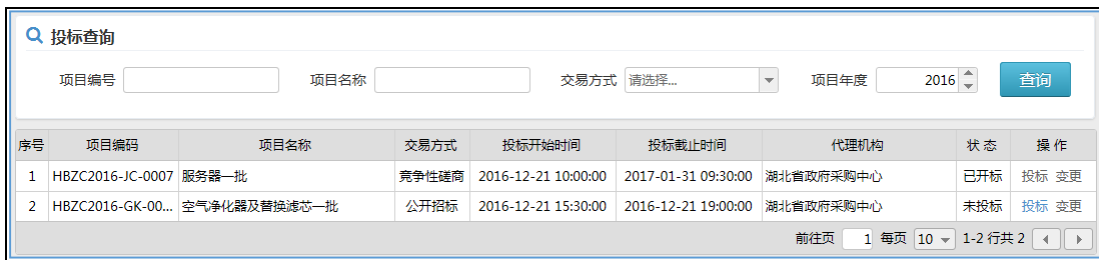 投标查询
项目编号 项目名称 交易方式 请选择... 项目年度 2016 查询
序号 项目编码 项目名称 交易方式 投标开始时间 投标截止时间 代理机构 状态 操作
1 HBZC2016-JC-0007 服务器一批 竞争性磋商 2016-12-21 10:00:00 2017-01-31 09:30:00 湖北省政府采购中心 已开标 投标 变更
2 HBZC2016-GK-00... 空气净化器及替换滤芯一批 公开招标 2016-12-21 15:30:00 2016-12-21 19:00:00 湖北省政府采购中心 未投标 投标 变更
前往页 1 每页 10 1-2 行共 2